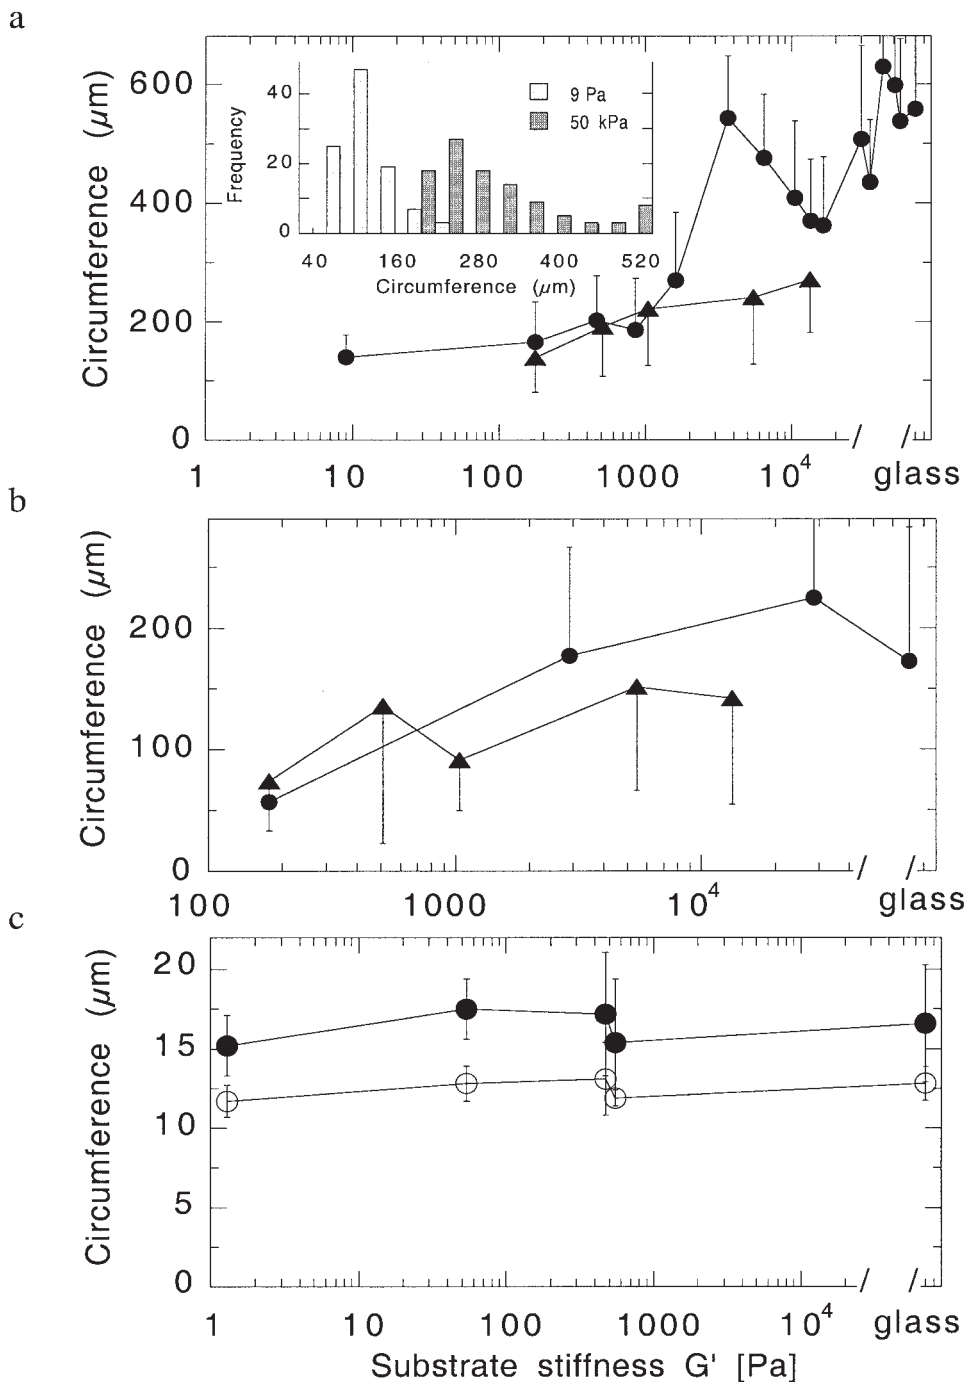 a
Circumference (μm)
600
400
200
0
Frequency
40
20
0
9 Pa
50 kPa
40 160 280 400 520
Circumference (μm)
1 10 100 1000 10⁴ glass
b
Circumference (μm)
200
100
0
100 1000 10⁴ glass
c
Circumference (μm)
20
15
10
5
0
1 10 100 1000 10⁴ glass
Substrate stiffness G' [Pa]